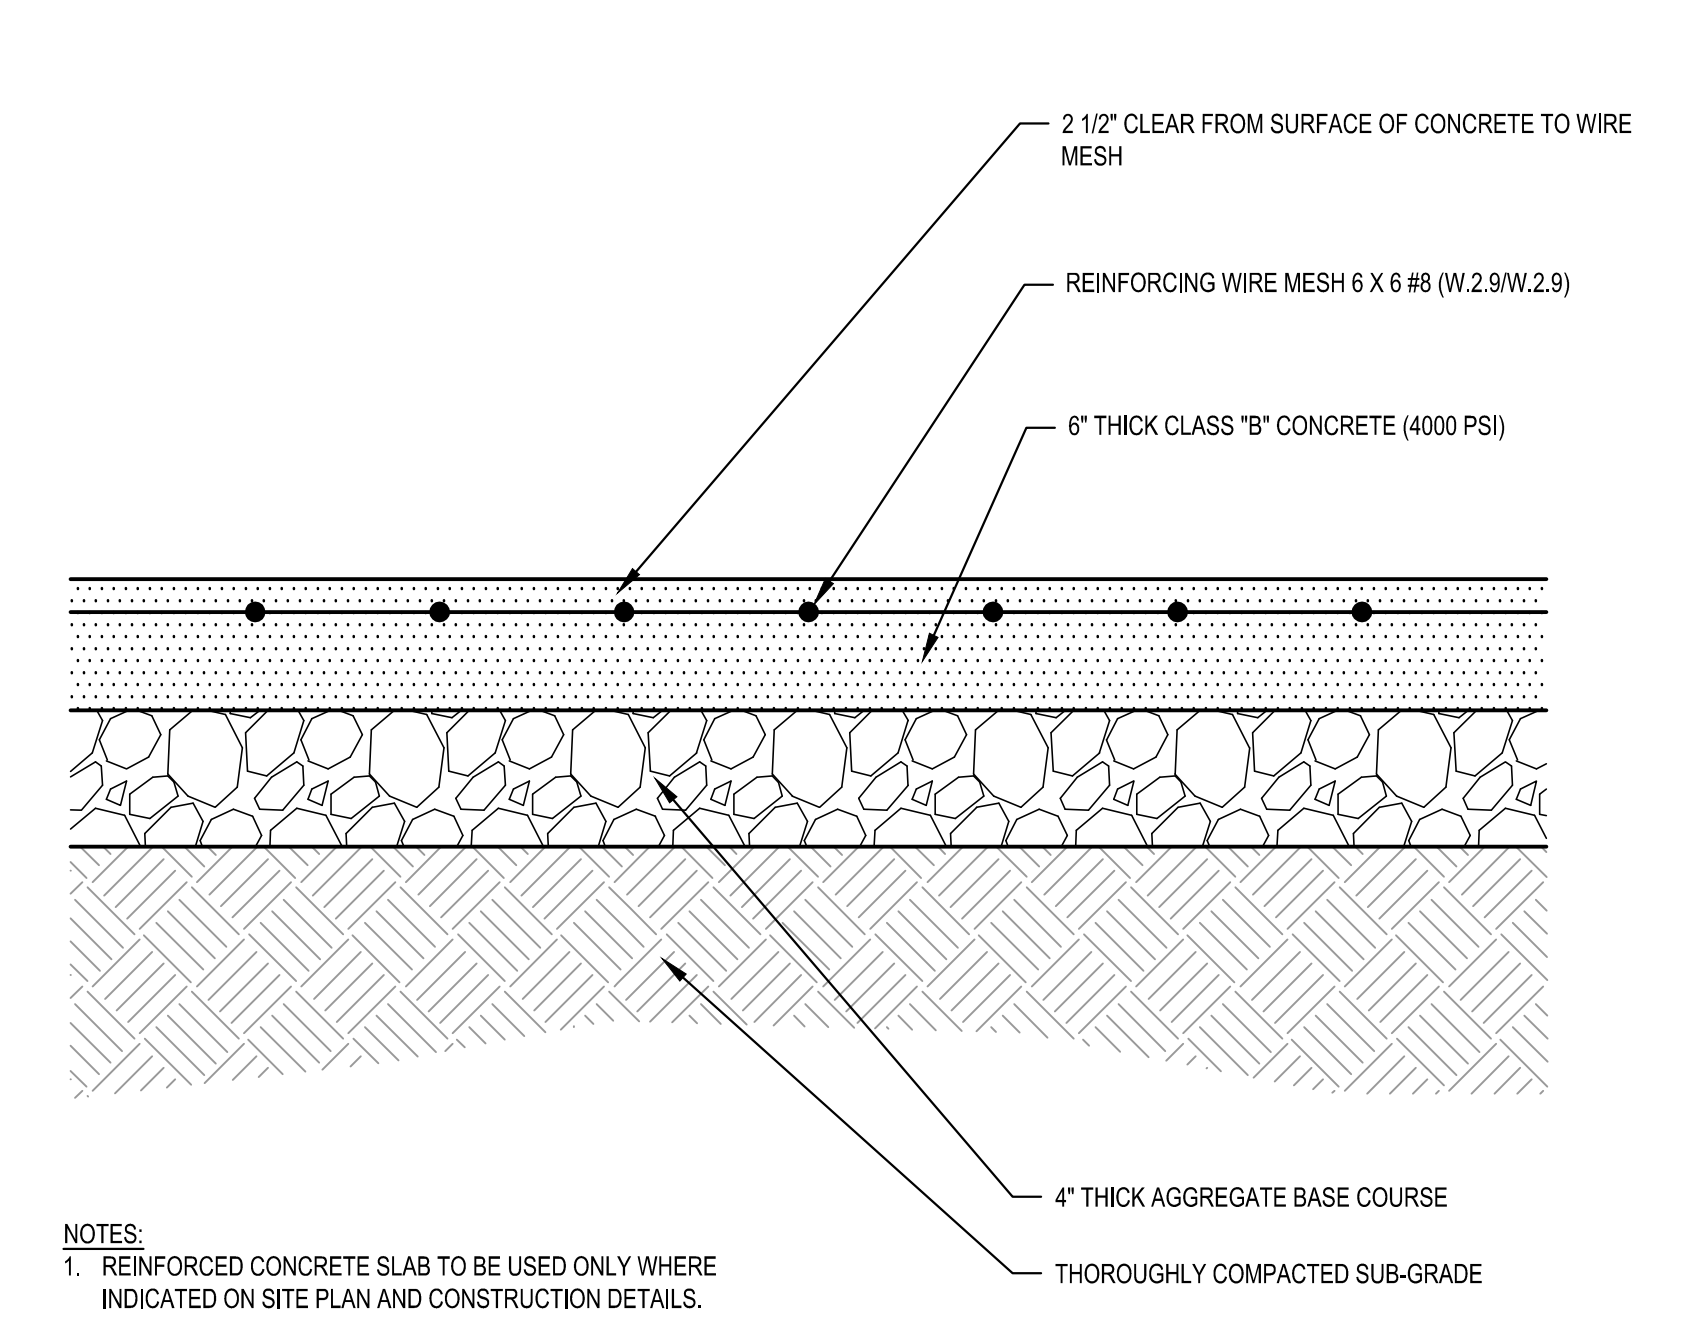 2 1/2" CLEAR FROM SURFACE OF CONCRETE TO WIRE
MESH
REINFORCING WIRE MESH 6 X 6 #8 (W.2.9/W.2.9)
6" THICK CLASS "B" CONCRETE (4000 PSI)
4" THICK AGGREGATE BASE COURSE
THOROUGHLY COMPACTED SUB-GRADE
NOTES:
1. REINFORCED CONCRETE SLAB TO BE USED ONLY WHERE
INDICATED ON SITE PLAN AND CONSTRUCTION DETAILS.